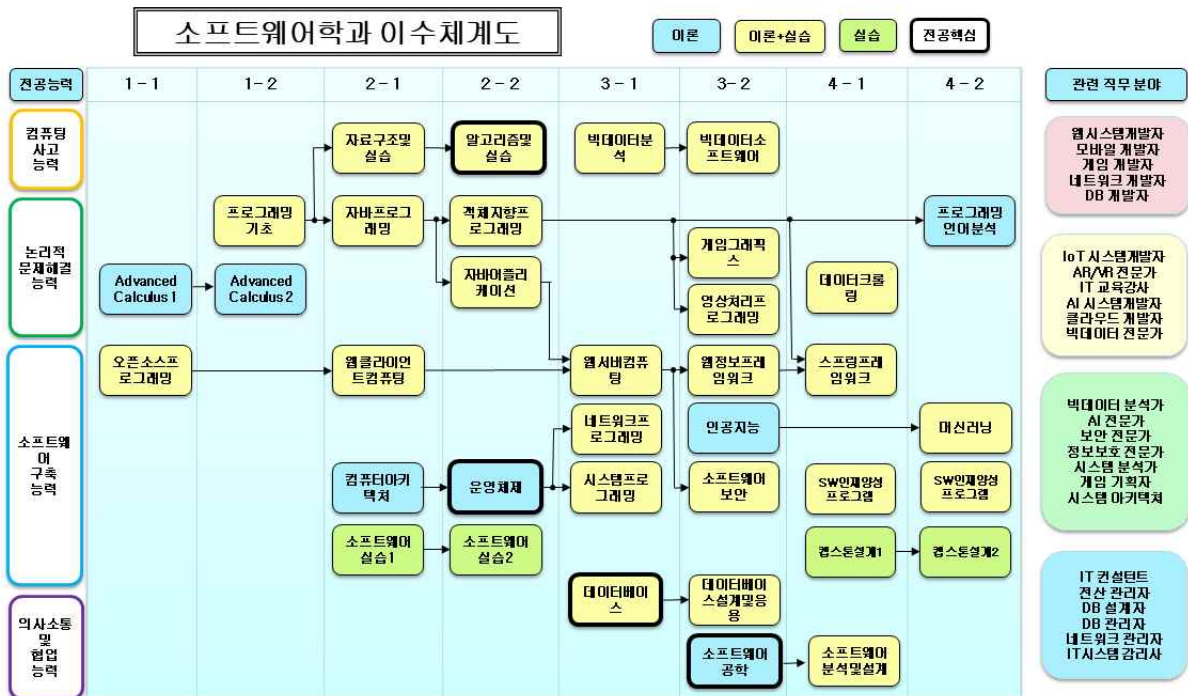 소프트웨어학과 이수체계도
이론
이론+실습
실습
전공핵심
전공능력
1 - 1
1 - 2
2 - 1
2 - 2
3 - 1
3 - 2
4 - 1
4 - 2
관련 직무 분야
컴퓨팅
사고
능력
자료구조및
실습
알고리즘및
실습
빅데이터분
석
빅데이터소
프트웨어
논리적
문제해결
능력
프로그래밍
기초
자바프로그
래밍
객체지향프
로그래밍
프로그래밍
언어분석
게임그래픽
스
Advanced
Calculus 1
Advanced
Calculus 2
자바어플리
케이션
데이터크롤
링
영상처리프
로그래밍
소프트웨
어
구축
능력
오픈소스프
로그래밍
웹클라이언
트컴퓨팅
웹서버컴퓨
팅
웹정보프레
임워크
스프링프레
임워크
네트워크프
로그래밍
인공지능
머신러닝
컴퓨터아키
텍쳐
운영체제
시스템프로
그래밍
소프트웨어
보안
SW인재양성
프로그램
SW인재양성
프로그램
소프트웨어
실습1
소프트웨어
실습2
캡스톤설계1
캡스톤설계2
의사소통
및
협업
능력
데이터베이
스
데이터베이
스설계및응
용
소프트웨어
공학
소프트웨어
분석및설계
웹시스템개발자
모바일 개발자
게임 개발자
네트워크 개발자
DB 개발자
IoT 시스템개발자
AR/VR 전문가
IT 교육강사
AI 시스템개발자
클라우드 개발자
빅데이터 전문가
빅데이터 분석가
AI 전문가
보안 전문가
정보보호 전문가
시스템 분석가
게임 기획자
시스템 아키텍쳐
IT 컨설턴트
전산 관리자
DB 설계자
DB 관리자
네트워크 관리자
IT시스템 감리사